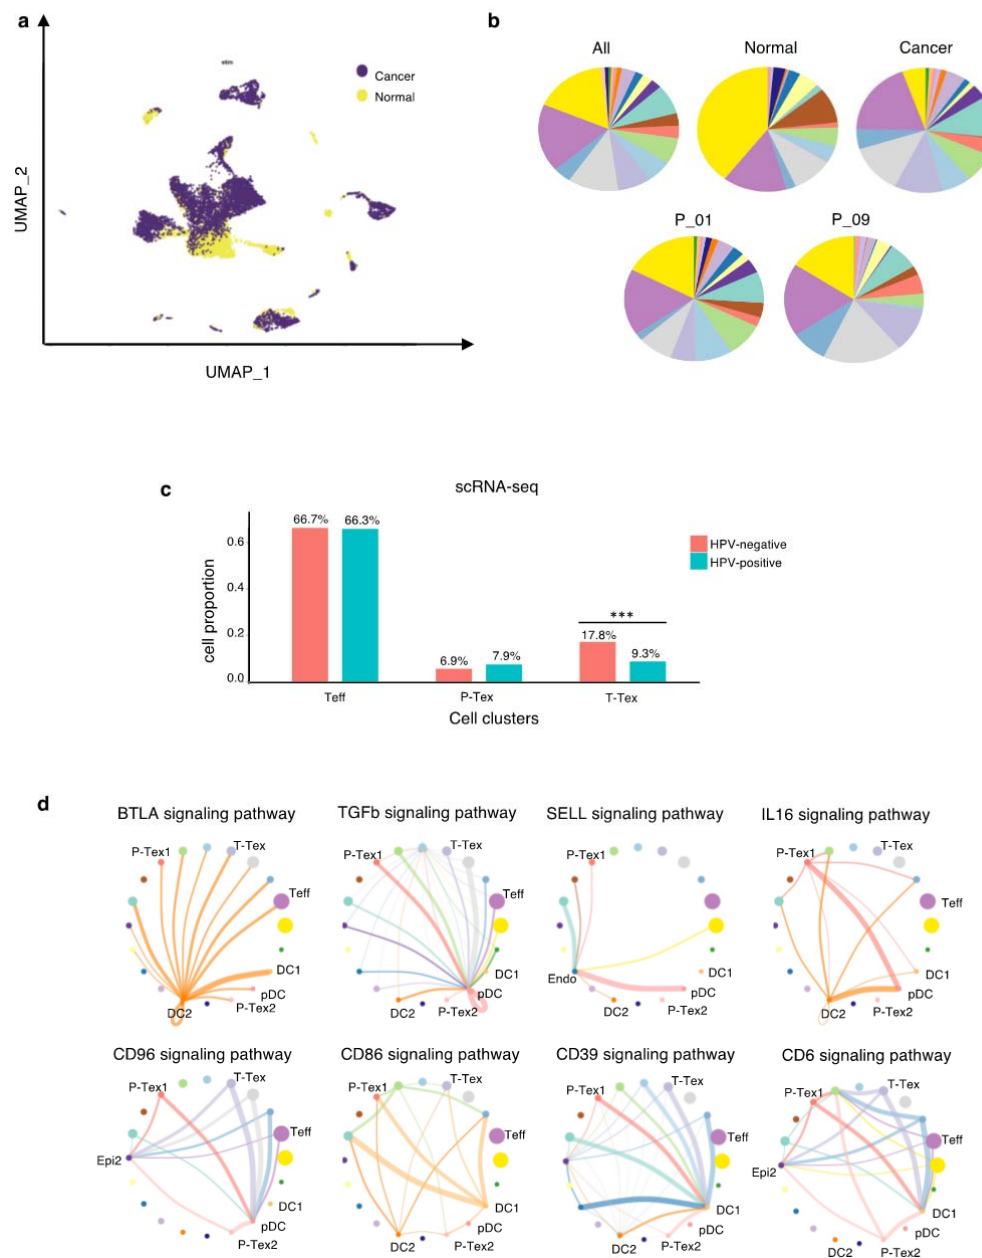 a
stim
Cancer
Normal
UMAP_2
UMAP_1
b
All
Normal
Cancer
P_01
P_09
c
scRNA-seq
66.7%
66.3%
6.9%
7.9%
17.8%
9.3%
***
HPV-negative
HPV-positive
cell proportion
0.6
0.4
0.2
0.0
Teff
P-Tex
T-Tex
Cell clusters
d
BTLA signaling pathway
P-Tex1
T-Tex
Teff
DC1
pDC
P-Tex2
DC2
TGFb signaling pathway
P-Tex1
T-Tex
Teff
DC1
pDC
P-Tex2
DC2
SELL signaling pathway
P-Tex1
Teff
Endo
DC1
pDC
P-Tex2
DC2
IL16 signaling pathway
P-Tex1
T-Tex
Teff
DC1
pDC
P-Tex2
DC2
CD96 signaling pathway
P-Tex1
T-Tex
Teff
Epi2
DC1
pDC
P-Tex2
CD86 signaling pathway
P-Tex1
T-Tex
Teff
DC1
pDC
P-Tex2
DC2
CD39 signaling pathway
P-Tex1
T-Tex
Teff
DC1
pDC
P-Tex2
DC2
CD6 signaling pathway
P-Tex1
T-Tex
Teff
Epi2
DC1
pDC
P-Tex2
DC2